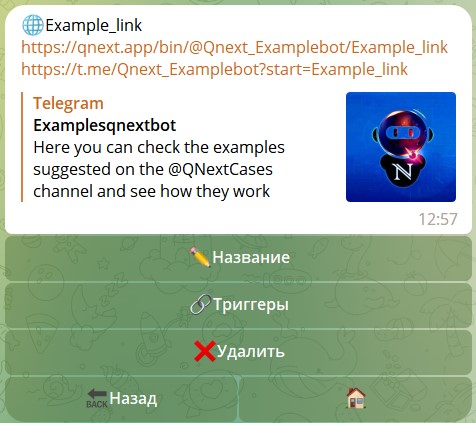 🌐Example_link
https://qnext.app/bin/@Qnext_Examplebot/Example_link
https://t.me/Qnext_Examplebot?start=Example_link
Telegram
Examplesqnextbot
Here you can check the examples
suggested on the @QNextCases
channel and see how they work
N
12:57
✏️Название
🔗Триггеры
❌Удалить
🔙Назад
🏠